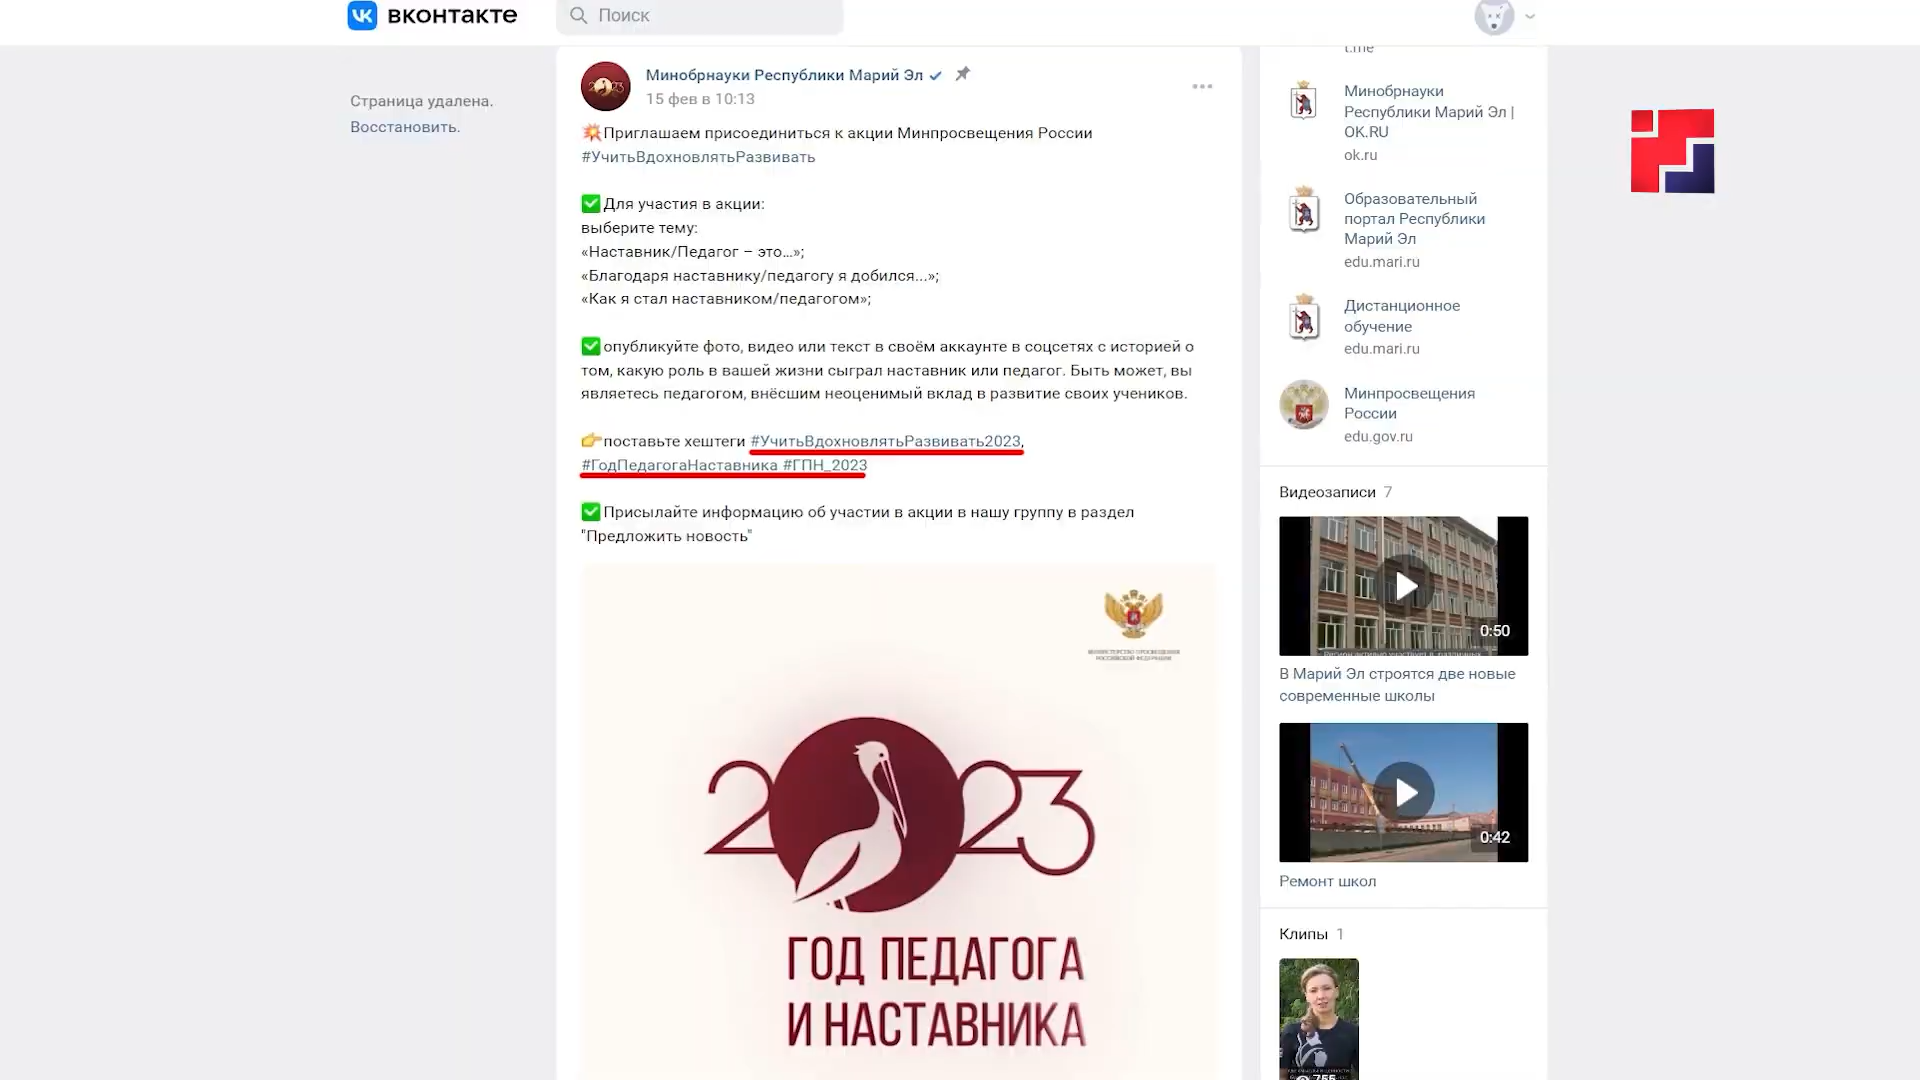 вконтакте
Поиск
Страница удалена.
Восстановить.
Минобрнауки Республики Марий Эл
15 фев в 10:13
Приглашаем присоединиться к акции Минпросвещения России
#УчитьВдохновлятьРазвивать
Для участия в акции:
выберите тему:
«Наставник/Педагог – это...»;
«Благодаря наставнику/педагогу я добился...»;
«Как я стал наставником/педагогом»;
опубликуйте фото, видео или текст в своём аккаунте в соцсетях с историей о
том, какую роль в вашей жизни сыграл наставник или педагог. Быть может, вы
являетесь педагогом, внёсшим неоценимый вклад в развитие своих учеников.
поставьте хештеги #УчитьВдохновлятьРазвивать2023,
#ГодПедагогаНаставника #ГПН_2023
Присылайте информацию об участии в акции в нашу группу в раздел
"Предложить новость"
МИНИСТЕРСТВО ПРОСВЕЩЕНИЯ
РОССИЙСКОЙ ФЕДЕРАЦИИ
2023
ГОД ПЕДАГОГА
И НАСТАВНИКА
t.me
Минобрнауки
Республики Марий Эл |
OK.RU
ok.ru
Образовательный
портал Республики
Марий Эл
edu.mari.ru
Дистанционное
обучение
edu.mari.ru
Минпросвещения
России
edu.gov.ru
Видеозаписи 7
0:50
В Марий Эл строятся две новые
современные школы
0:42
Ремонт школ
Клипы 1
755